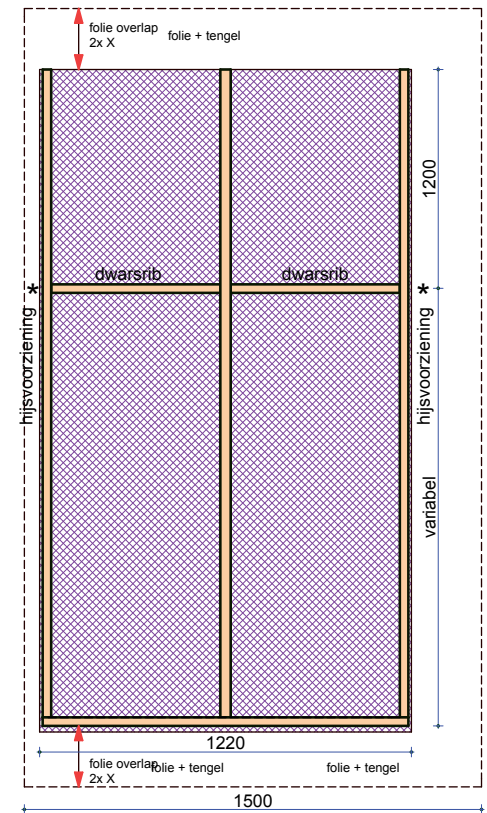 folie overlap
2x X
folie + tengel
1200
dwarsrib
dwarsrib
*
*
hijsvoorziening
hijsvoorziening
variabel
1220
folie overlap
2x X
folie + tengel
folie + tengel
1500